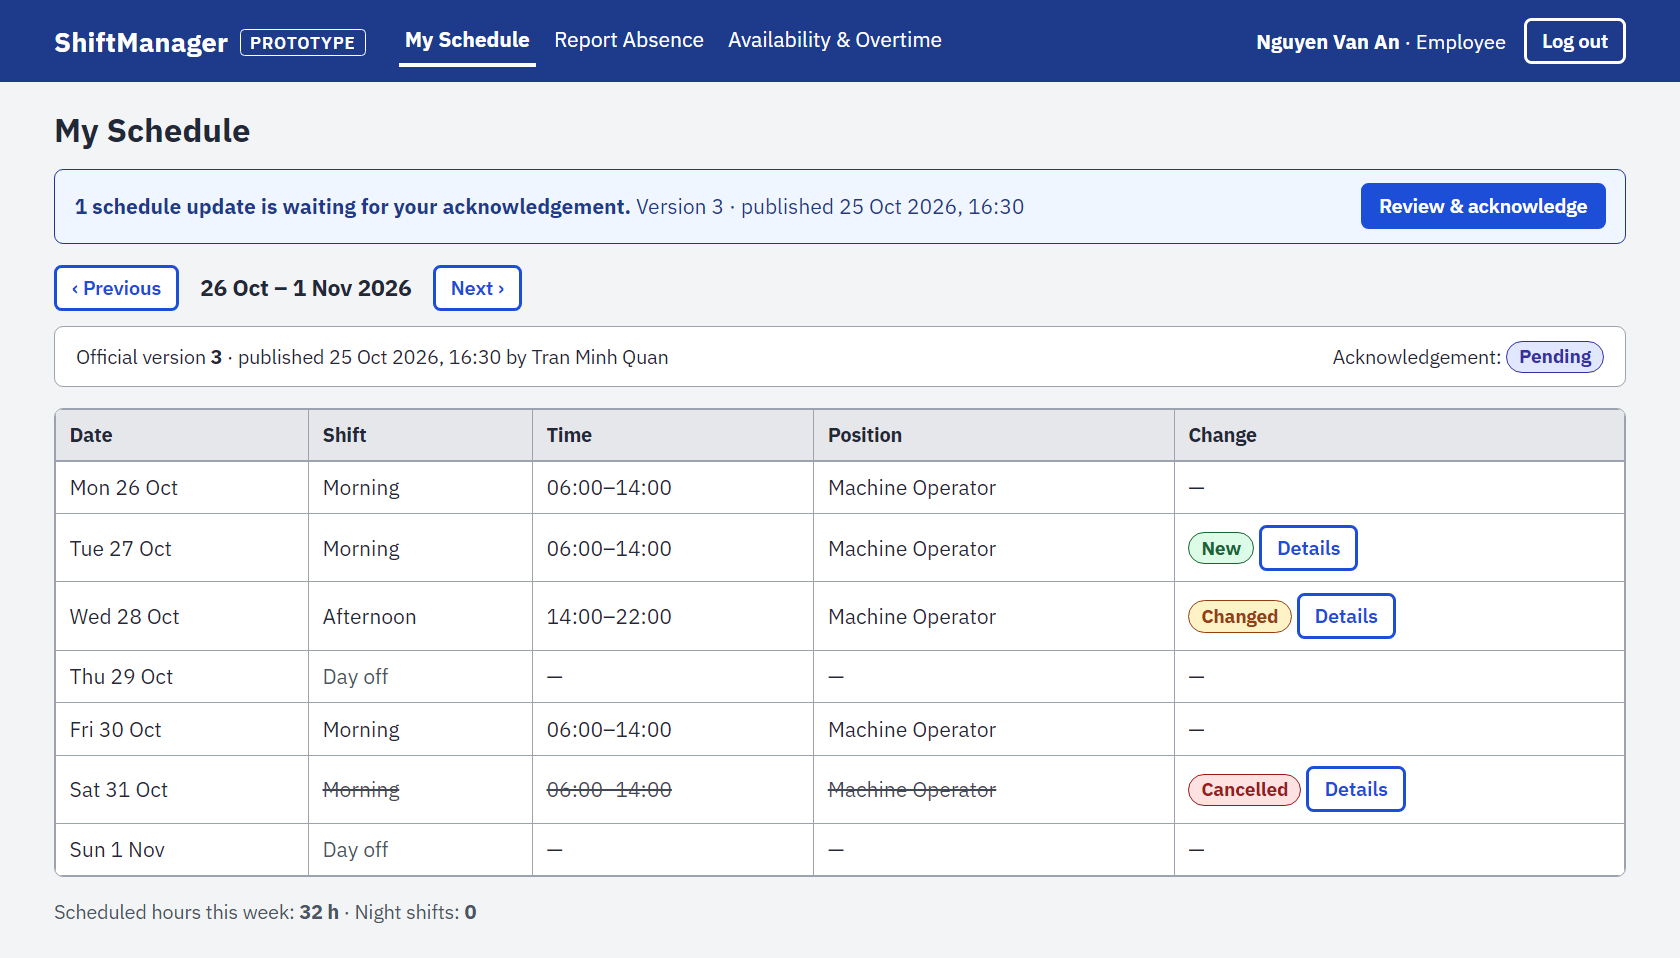 ShiftManager PROTOTYPE My Schedule Report Absence Availability & Overtime Nguyen Van An · Employee Log out
My Schedule
1 schedule update is waiting for your acknowledgement. Version 3 · published 25 Oct 2026, 16:30 Review & acknowledge
‹ Previous 26 Oct – 1 Nov 2026 Next ›
Official version 3 · published 25 Oct 2026, 16:30 by Tran Minh Quan Acknowledgement: Pending
Date Shift Time Position Change
Mon 26 Oct Morning 06:00–14:00 Machine Operator —
Tue 27 Oct Morning 06:00–14:00 Machine Operator New Details
Wed 28 Oct Afternoon 14:00–22:00 Machine Operator Changed Details
Thu 29 Oct Day off — — —
Fri 30 Oct Morning 06:00–14:00 Machine Operator —
Sat 31 Oct Morning 06:00–14:00 Machine Operator Cancelled Details
Sun 1 Nov Day off — — —
Scheduled hours this week: 32 h · Night shifts: 0